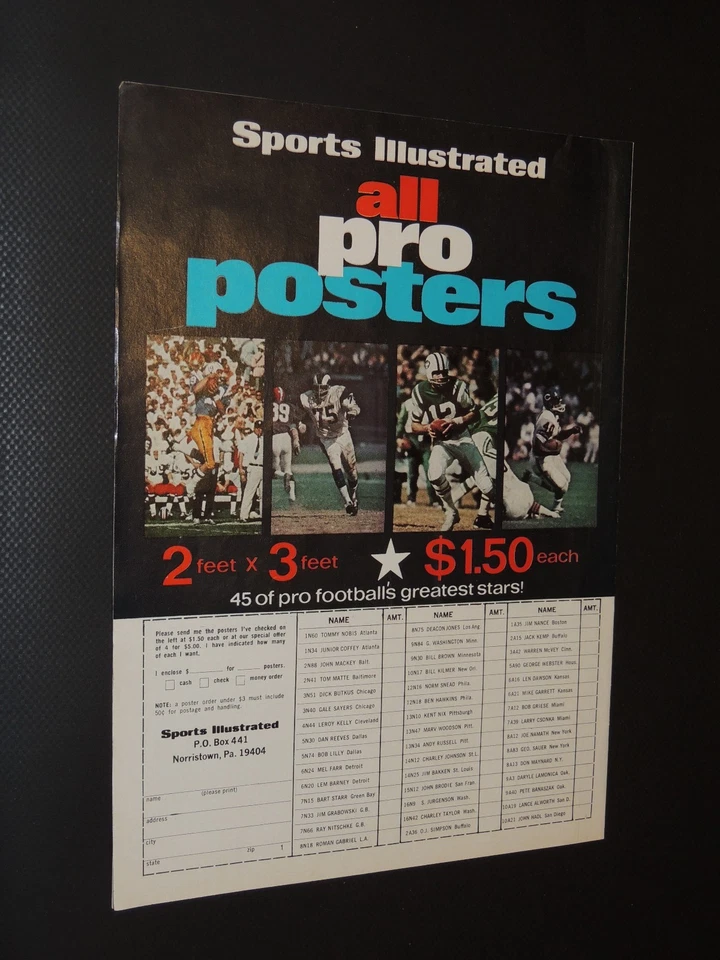 Sports Illustrated
all
pro
posters
89
75
12
40
2 feet x 3 feet ★ $1.50 each
45 of pro football's greatest stars!
Please send me the posters I've checked
on the left at $1.50 each or at our special offer
of 4 for $5.00. I have indicated how many
of each I want.
I enclose $ for posters.
cash check money order
NOTE: a poster order under $3 must include
50¢ for postage and handling.
Sports Illustrated
P.O. Box 441
Norristown, Pa. 19404
(please print)
name
address
city
zip 1
state
NAME AMT.
1N60 TOMMY NOBIS Atlanta
1N34 JUNIOR COFFEY Atlanta
2N88 JOHN MACKEY Balt.
2N41 TOM MATTE Baltimore
3N51 DICK BUTKUS Chicago
3N40 GALE SAYERS Chicago
4N44 LEROY KELLY Cleveland
5N30 DAN REEVES Dallas
5N74 BOB LILLY Dallas
6N24 MEL FARR Detroit
6N20 LEM BARNEY Detroit
7N15 BART STARR Green Bay
7N33 JIM GRABOWSKI G.B.
7N66 RAY NITSCHKE G.B.
8N18 ROMAN GABRIEL L.A.
NAME AMT.
8N75 DEACON JONES Los Ang.
9N84 G. WASHINGTON Minn.
9N30 BILL BROWN Minnesota
10N17 BILL KILMER New Orl.
12N16 NORM SNEAD Phila.
12N18 BEN HAWKINS Phila.
13N10 KENT NIX Pittsburgh
13N47 MARV WOODSON Pitt.
13N34 ANDY RUSSELL Pitt.
14N12 CHARLEY JOHNSON St.L.
14N25 JIM BAKKEN St. Louis
15N12 JOHN BRODIE San Fran.
16N9 S. JURGENSON Wash.
16N42 CHARLEY TAYLOR Wash.
2A36 O.J. SIMPSON Buffalo
NAME AMT.
1A35 JIM NANCE Boston
2A15 JACK KEMP Buffalo
3A42 WARREN McVEY Cinn.
5A90 GEORGE WEBSTER Hous.
6A16 LEN DAWSON Kansas
6A21 MIKE GARRETT Kansas
7A12 BOB GRIESE Miami
7A39 LARRY CSONKA Miami
8A12 JOE NAMATH New York
8A83 GEO. SAUER New York
8A13 DON MAYNARD N.Y.
9A3 DARYLE LAMONICA Oak.
9A40 PETE BANASZAK Oak.
10A19 LANCE ALWORTH San D.
10A21 JOHN HADL San Diego